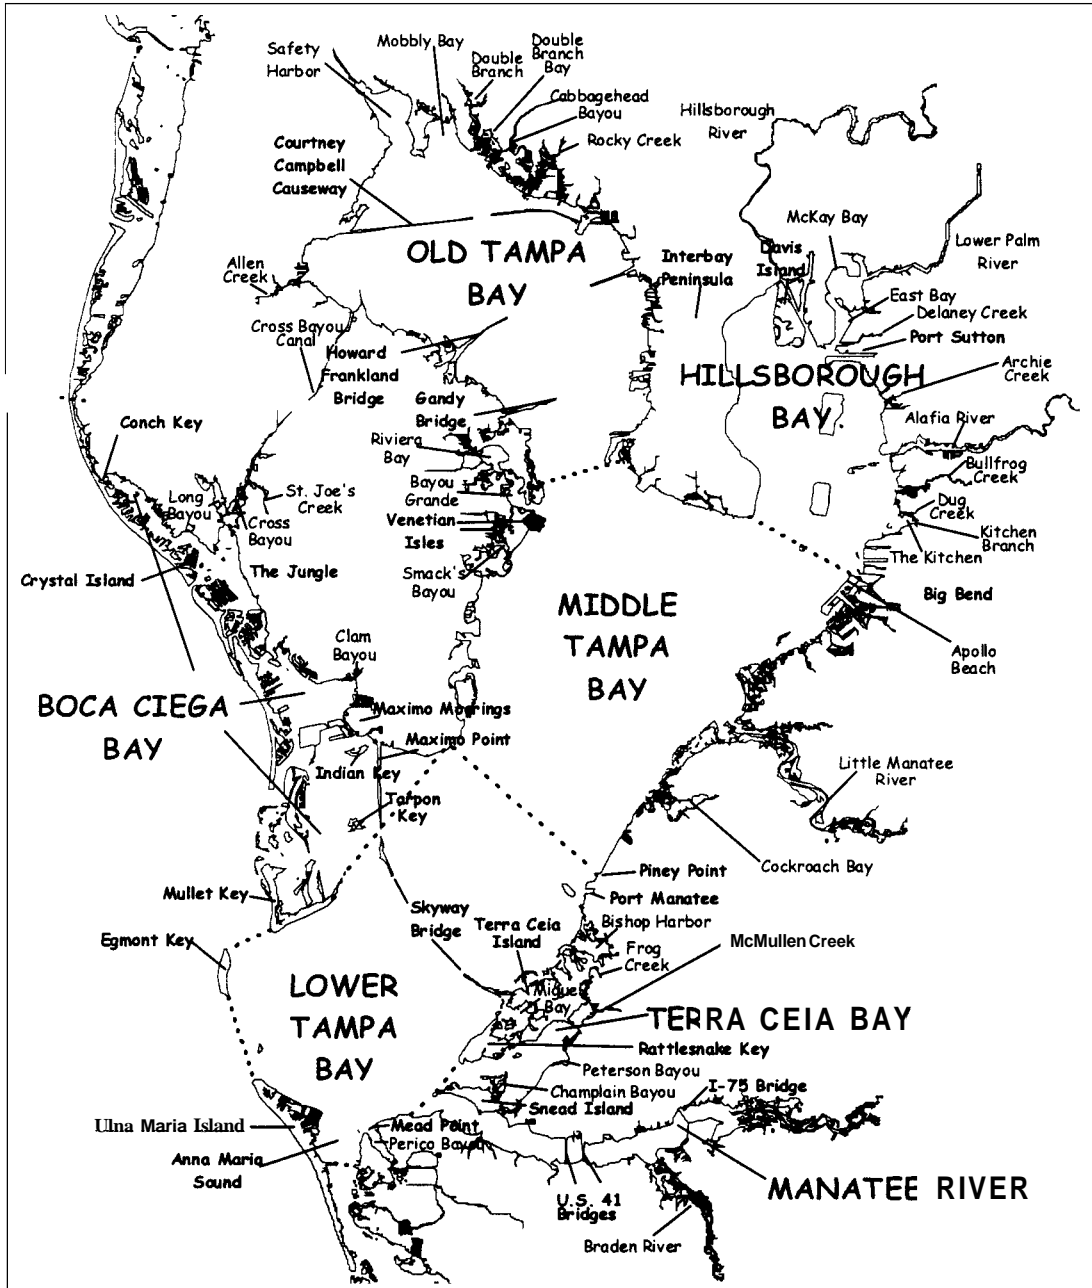 Safety
Harbor
Mobbly Bay
Double
Branch
Double
Branch
Bay
Cabbagehead
Bayou
Rocky Creek
Hillsborough
River
Courtney
Campbell
Causeway
McKay Bay
Lower Palm
River
OLD TAMPA
BAY
Allen
Creek
Interbay
Peninsula
Davis
Island
East Bay
Delaney Creek
Port Sutton
Cross Bayou
Canal
Howard
Frankland
Bridge
HILLSBOROUGH
BAY
Archie
Creek
Gandy
Bridge
Conch Key
Riviera
Bay
Alafia River
Bullfrog
Creek
Long
Bayou
St. Joe's
Creek
Cross
Bayou
Bayou
Grande
Dug
Creek
Venetian
Isles
Kitchen
Branch
The Kitchen
Crystal Island
The Jungle
Smack's
Bayou
MIDDLE
TAMPA
BAY
Big Bend
Apollo
Beach
Clam
Bayou
BOCA CIEGA
BAY
Maximo Moorings
Maximo Point
Indian Key
Tarpon
Key
Little Manatee
River
Cockroach Bay
Piney Point
Port Manatee
Mullet Key
Skyway
Bridge
Terra Ceia
Island
Bishop Harbor
Frog
Creek
McMullen Creek
Egmont Key
LOWER
TAMPA
BAY
Miguel
Bay
TERRA CEIA BAY
Rattlesnake Key
Peterson Bayou
Champlain Bayou
Snead Island
I-75 Bridge
Ulna Maria Island
Mead Point
Perico Bayou
Anna Maria
Sound
U.S. 41
Bridges
MANATEE RIVER
Braden River